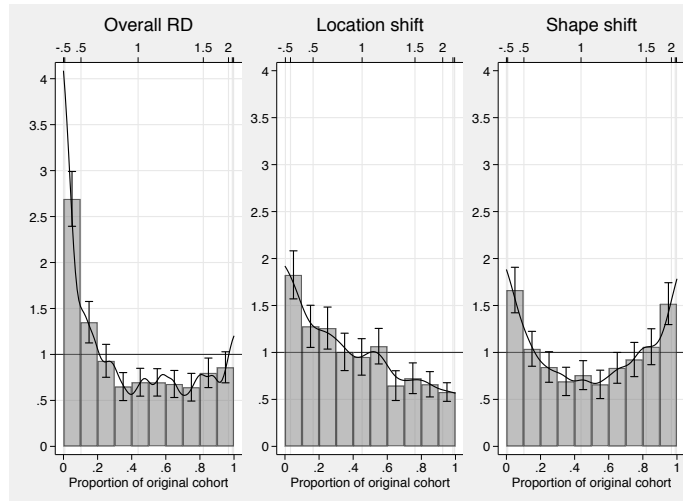 Overall RD
-.5 .5 1 1.5 2
4
3.5
3
2.5
2
1.5
1
.5
0
0 .2 .4 .6 .8 1
Proportion of original cohort
Location shift
-.5 .5 1 1.5 2
4
3.5
3
2.5
2
1.5
1
.5
0
0 .2 .4 .6 .8 1
Proportion of original cohort
Shape shift
-.5 .5 1 1.5 2
4
3.5
3
2.5
2
1.5
1
.5
0
0 .2 .4 .6 .8 1
Proportion of original cohort